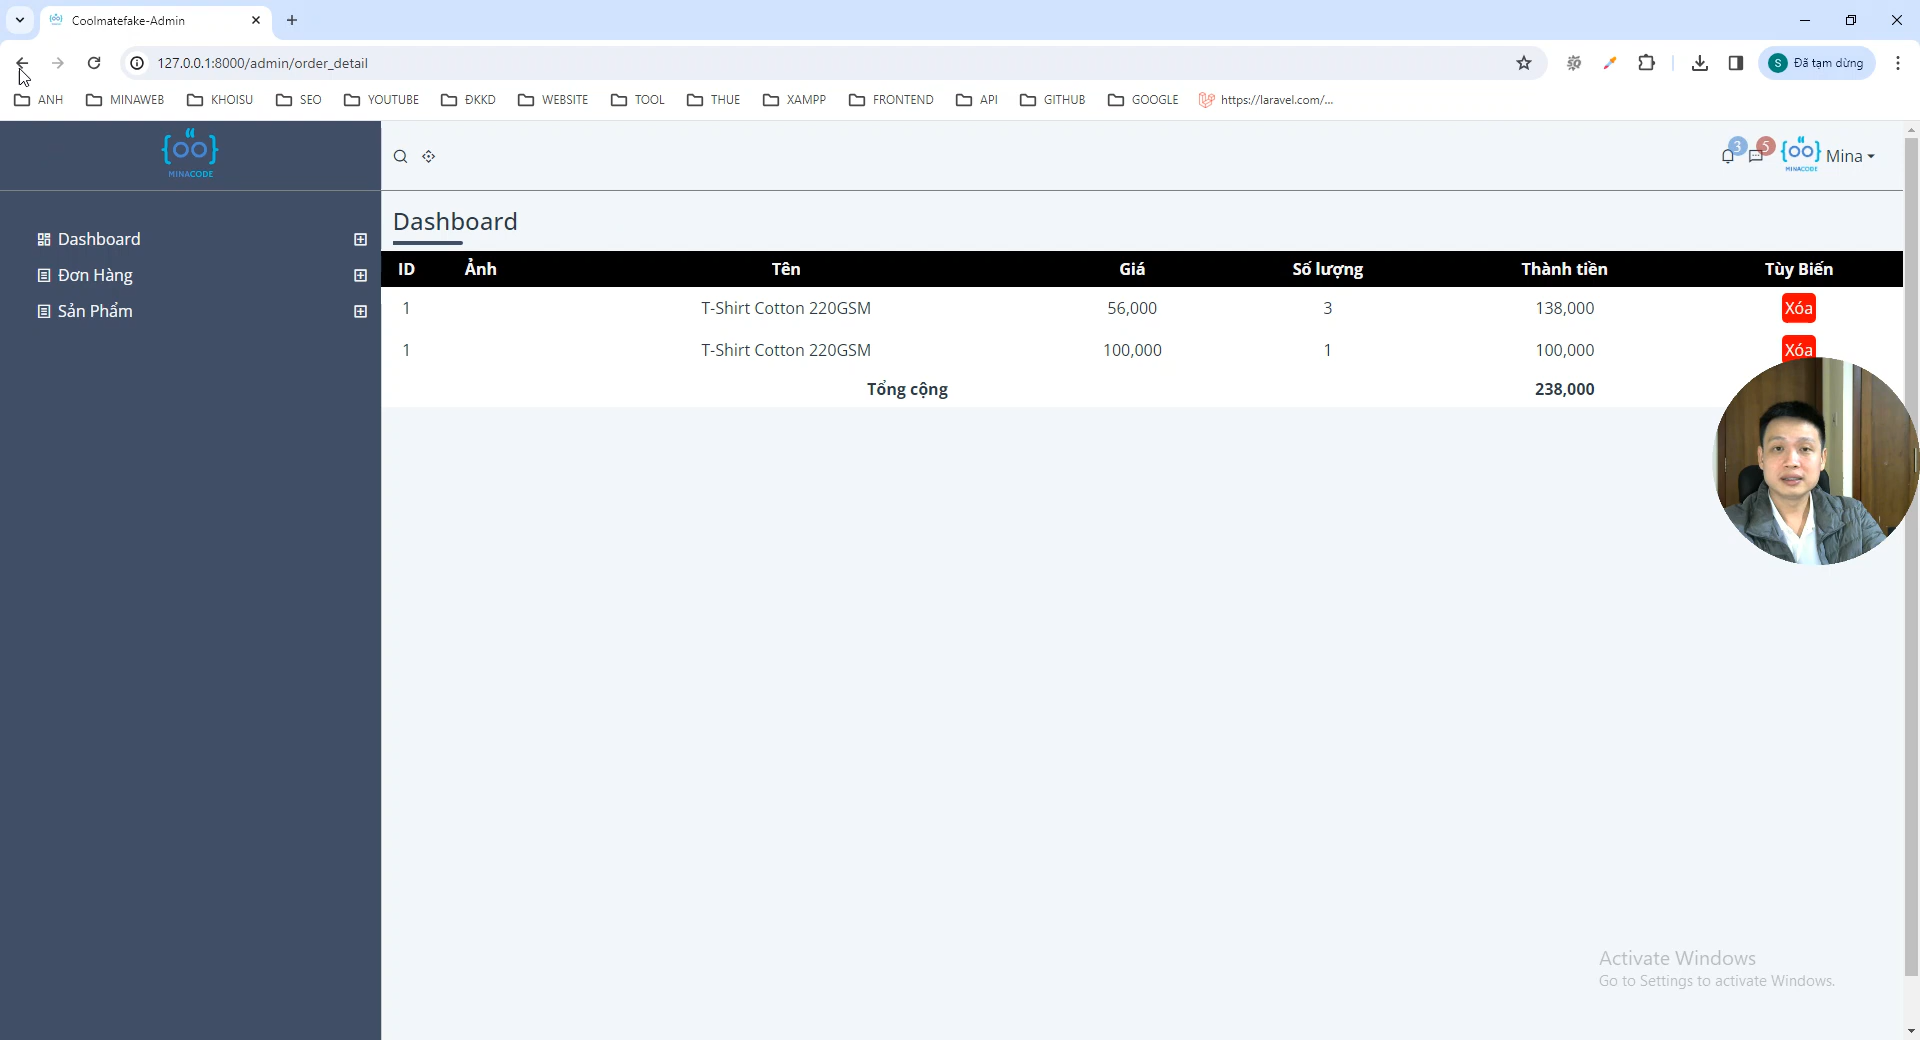 Coolmatefake-Admin
127.0.0.1:8000/admin/order_detail
S Đã tạm dừng
ANH MINAWEB KHOISU SEO YOUTUBE ĐKKD WEBSITE TOOL THUE XAMPP FRONTEND API GITHUB GOOGLE https://laravel.com/...
{oo}
MINACODE
3 5 {oo} MINACODE Mina
Dashboard
Đơn Hàng
Sản Phẩm
Dashboard
ID Ảnh Tên Giá Số lượng Thành tiền Tùy Biến
1 T-Shirt Cotton 220GSM 56,000 3 138,000 Xóa
1 T-Shirt Cotton 220GSM 100,000 1 100,000 Xóa
Tổng cộng 238,000
Activate Windows
Go to Settings to activate Windows.